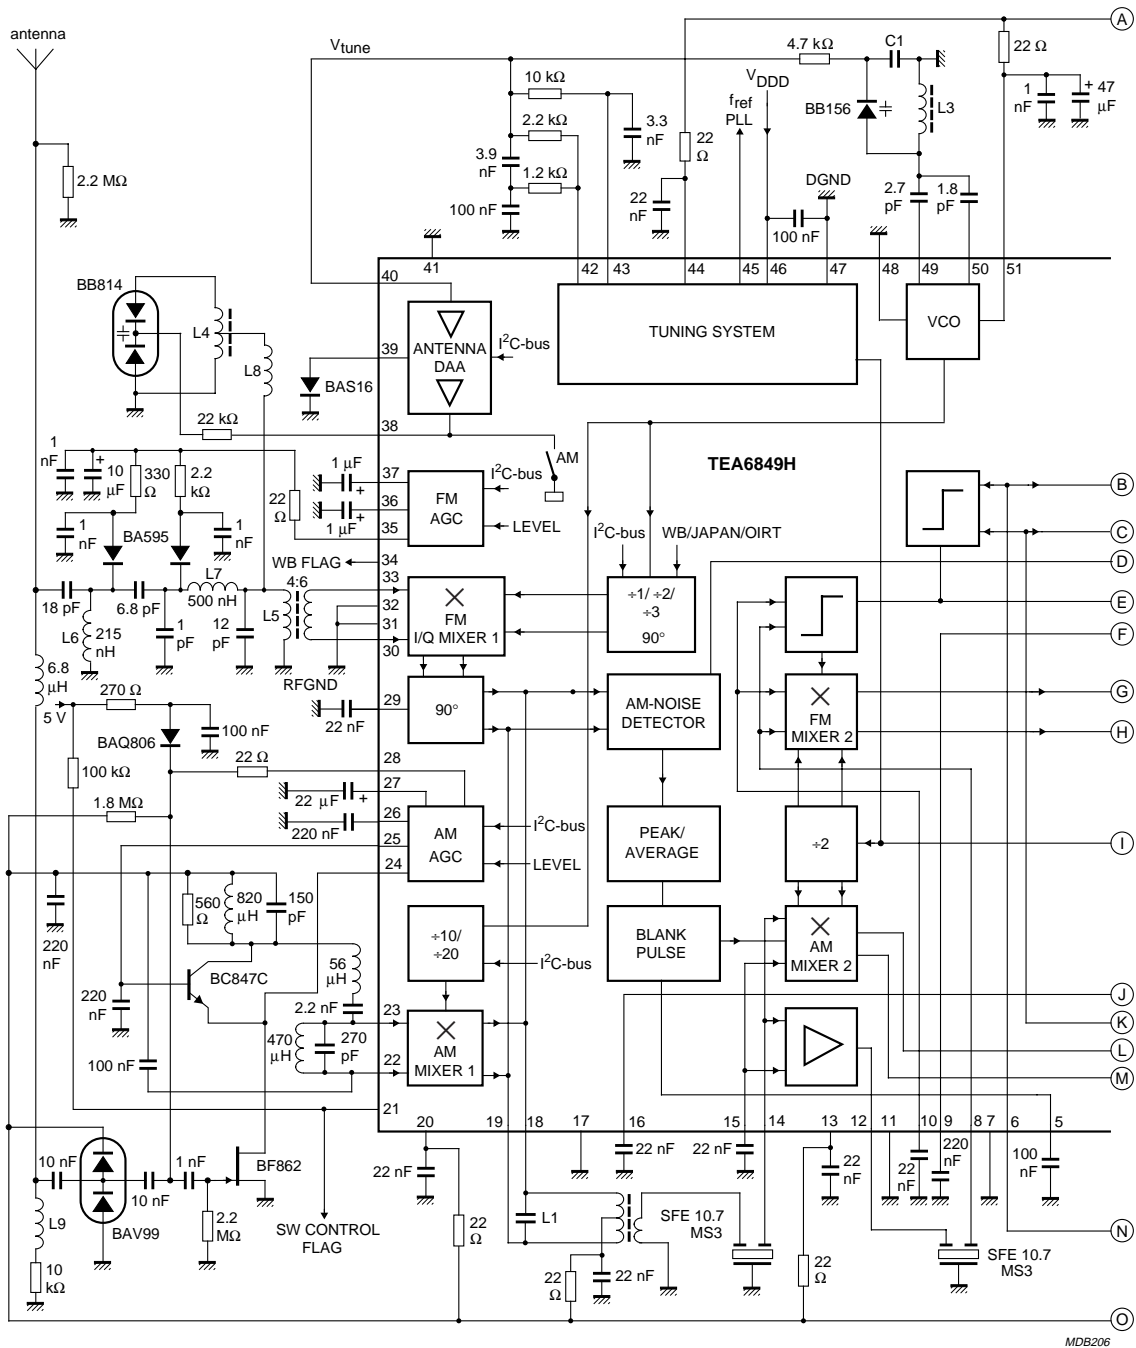 A
antenna
V_tune
4.7 kΩ
C1
22 Ω
10 kΩ
V_DDD
f_ref
PLL
BB156
L3
1
nF
+ 47
μF
2.2 kΩ
3.3
nF
22
Ω
3.9
nF
1.2 kΩ
2.2 MΩ
DGND
22
nF
2.7
pF
1.8
pF
100 nF
100 nF
41
42
43
44
45
46
47
48
49
50
51
40
BB814
L4
L8
ANTENNA
DAA
I²C-bus
TUNING SYSTEM
VCO
39
BAS16
22 kΩ
38
AM
TEA6849H
1
nF
+
10
μF
330
Ω
2.2
kΩ
22
Ω
1 μF
+
37
36
35
1 μF
+
FM
AGC
I²C-bus
LEVEL
B
C
1
nF
BA595
1
nF
I²C-bus
WB/JAPAN/OIRT
WB FLAG
34
D
18 pF
6.8 pF
L7
500 nH
4:6
L5
33
32
31
30
FM
I/Q MIXER 1
÷1/ ÷2/
÷3
90°
E
L6
215
nH
1
pF
12
pF
F
6.8
μH
270 Ω
5 V
RFGND
22 nF
29
90°
AM-NOISE
DETECTOR
FM
MIXER 2
G
H
BAQ806
100 nF
100 kΩ
22 Ω
28
1.8 MΩ
22 μF
+
27
220 nF
26
25
24
AM
AGC
I²C-bus
LEVEL
PEAK/
AVERAGE
÷2
I
220
nF
560
Ω
820
μH
150
pF
÷10/
÷20
I²C-bus
BLANK
PULSE
AM
MIXER 2
BC847C
56
μH
220
nF
2.2 nF
23
J
K
470
μH
270
pF
22
AM
MIXER 1
L
M
100 nF
21
20
19
18
17
16
15
14
13
12
11
10
9
8
7
6
5
10 nF
10 nF
1 nF
BF862
22 nF
22 nF
22 nF
22
nF
22
nF
220
nF
100
nF
L9
BAV99
2.2
MΩ
SW CONTROL
FLAG
22
Ω
L1
SFE 10.7
MS3
N
10
kΩ
22
Ω
22 nF
22
Ω
SFE 10.7
MS3
O
MDB206